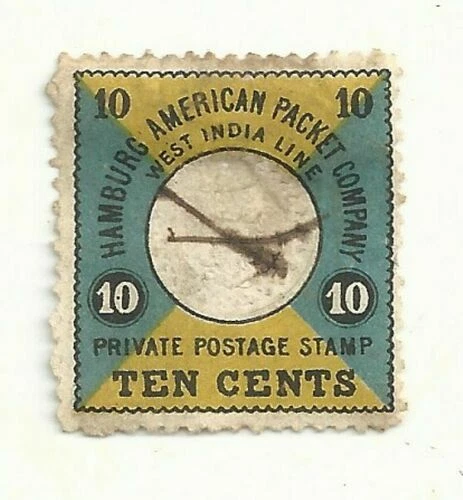 10 10
HAMBURG AMERICAN PACKET COMPANY
WEST INDIA LINE
10 10
PRIVATE POSTAGE STAMP
TEN CENTS